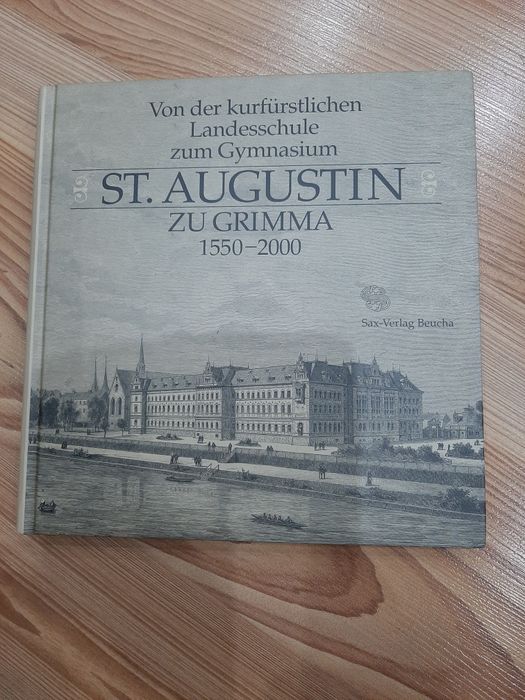 Von der kurfürstlichen
Landesschule
zum Gymnasium
ST. AUGUSTIN
ZU GRIMMA
1550–2000
Sax-Verlag Beucha